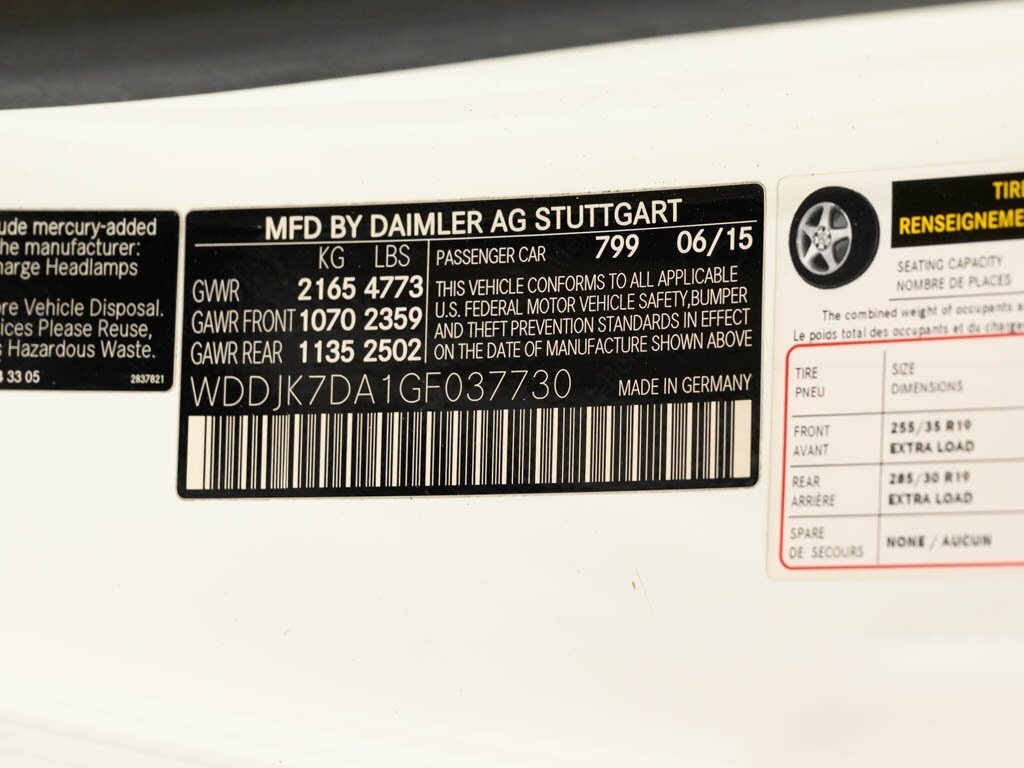 ude mercury-added
he manufacturer:
harge Headlamps
re Vehicle Disposal.
ices Please Reuse,
s Hazardous Waste.
4 33 05 2837821
MFD BY DAIMLER AG STUTTGART
KG LBS
GVWR 2165 4773
GAWR FRONT 1070 2359
GAWR REAR 1135 2502
PASSENGER CAR 799 06/15
THIS VEHICLE CONFORMS TO ALL APPLICABLE
U.S. FEDERAL MOTOR VEHICLE SAFETY,BUMPER
AND THEFT PREVENTION STANDARDS IN EFFECT
ON THE DATE OF MANUFACTURE SHOWN ABOVE
WDDJK7DA1GF037730 MADE IN GERMANY
TIRE
RENSEIGNEME
SEATING CAPACITY
NOMBRE DE PLACES
The combined weight of occupants a
Le poids total des occupants et du charge
TIRE SIZE
PNEU DIMENSIONS
FRONT 255/35 R19
AVANT EXTRA LOAD
REAR 285/30 R19
ARRIÈRE EXTRA LOAD
SPARE
DE SECOURS
NONE / AUCUN